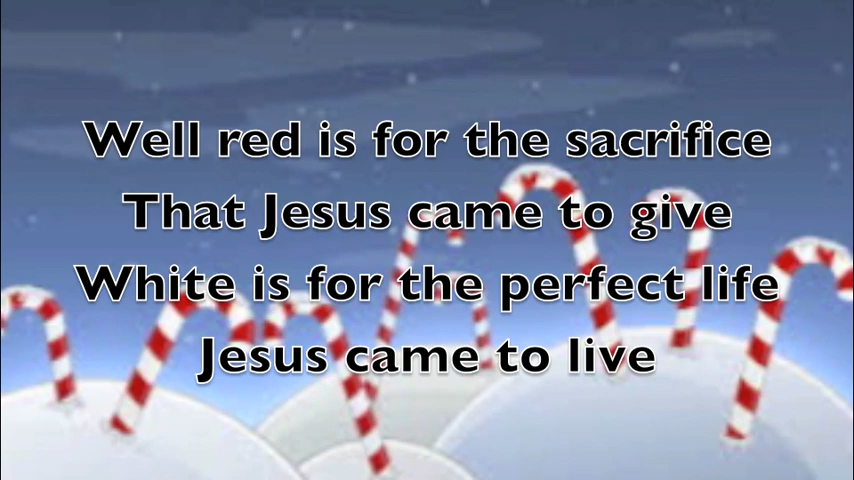 Well red is for the sacrifice
That Jesus came to give
White is for the perfect life
Jesus came to live